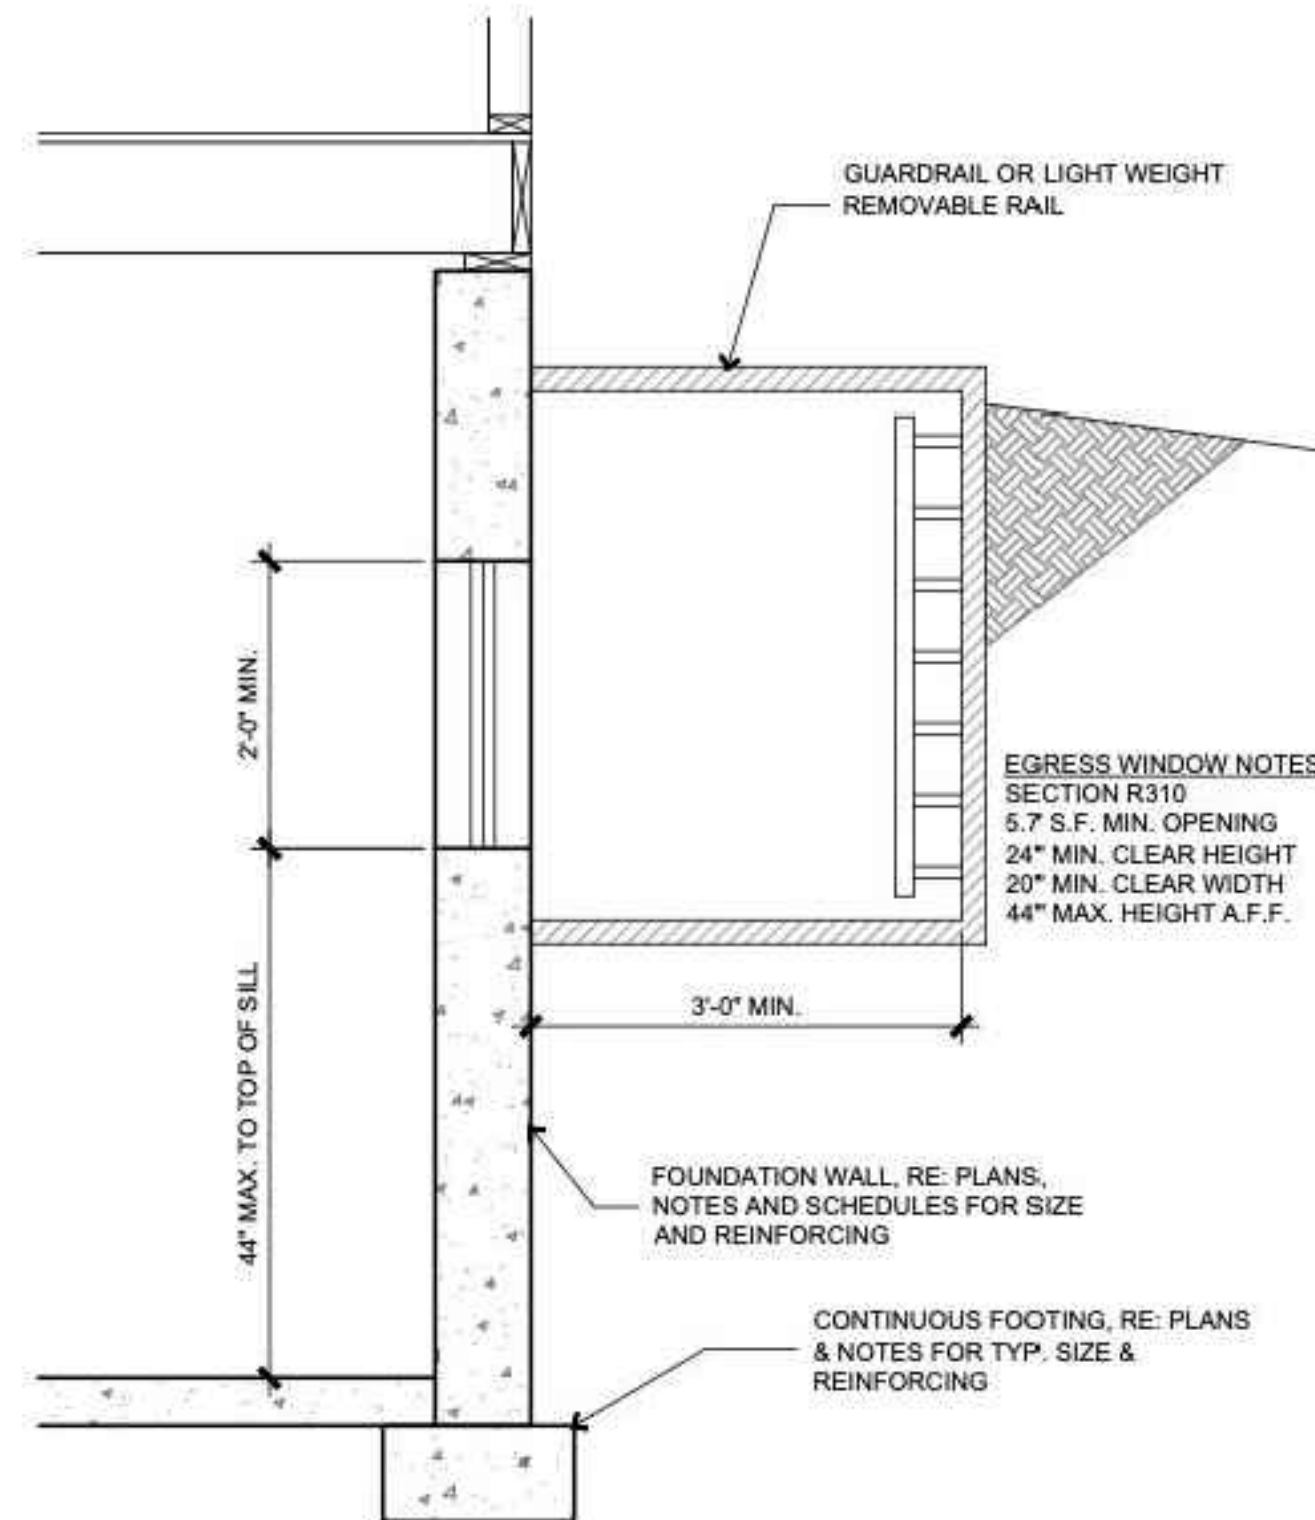 GUARDRAIL OR LIGHT WEIGHT
REMOVABLE RAIL
2'-0" MIN.
EGRESS WINDOW NOTES
SECTION R310
5.7 S.F. MIN. OPENING
24" MIN. CLEAR HEIGHT
20" MIN. CLEAR WIDTH
44" MAX. HEIGHT A.F.F.
44" MAX. TO TOP OF SILL
3'-0" MIN.
FOUNDATION WALL, RE: PLANS,
NOTES AND SCHEDULES FOR SIZE
AND REINFORCING
CONTINUOUS FOOTING, RE: PLANS
& NOTES FOR TYP. SIZE &
REINFORCING